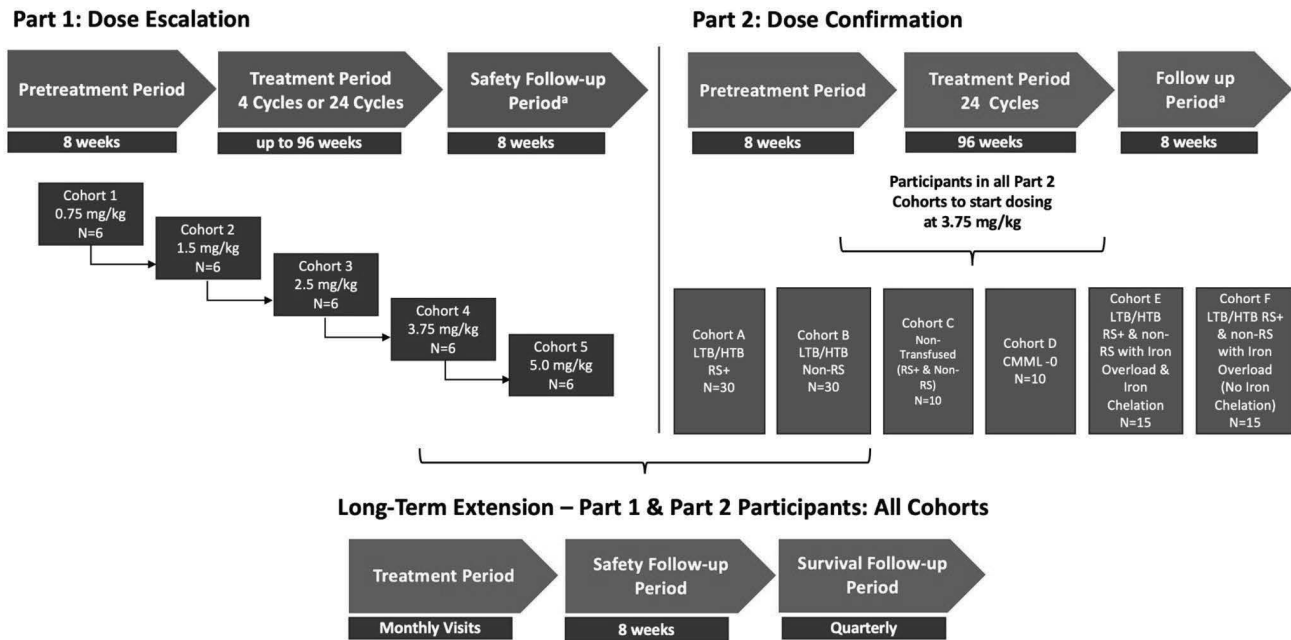 Part 1: Dose Escalation
Pretreatment Period
8 weeks
Treatment Period
4 Cycles or 24 Cycles
up to 96 weeks
Safety Follow-up
Periodª
8 weeks
Cohort 1
0.75 mg/kg
N=6
Cohort 2
1.5 mg/kg
N=6
Cohort 3
2.5 mg/kg
N=6
Cohort 4
3.75 mg/kg
N=6
Cohort 5
5.0 mg/kg
N=6
Part 2: Dose Confirmation
Pretreatment Period
8 weeks
Treatment Period
24 Cycles
96 weeks
Follow up
Periodª
8 weeks
Participants in all Part 2
Cohorts to start dosing
at 3.75 mg/kg
Cohort A
LTB/HTB
RS+
N=30
Cohort B
LTB/HTB
Non-RS
N=30
Cohort C
Non-
Transfused
(RS+ & Non-
RS)
N=10
Cohort D
CMML -0
N=10
Cohort E
LTB/HTB
RS+ & non-
RS with Iron
Overload &
Iron
Chelation
N=15
Cohort F
LTB/HTB RS+
& non-RS
with Iron
Overload
(No Iron
Chelation)
N=15
Long-Term Extension – Part 1 & Part 2 Participants: All Cohorts
Treatment Period
Monthly Visits
Safety Follow-up
Period
8 weeks
Survival Follow-up
Period
Quarterly